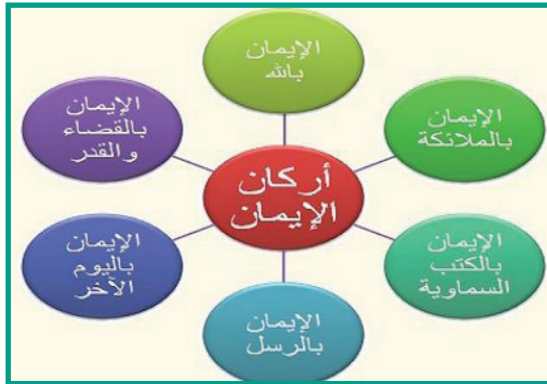 أركان
الإيمان
الإيمان
بالله
الإيمان
بالملائكة
الإيمان
بالكتب
السماوية
الإيمان
بالرسل
الإيمان
باليوم
الآخر
الإيمان
بالقضاء
والقدر